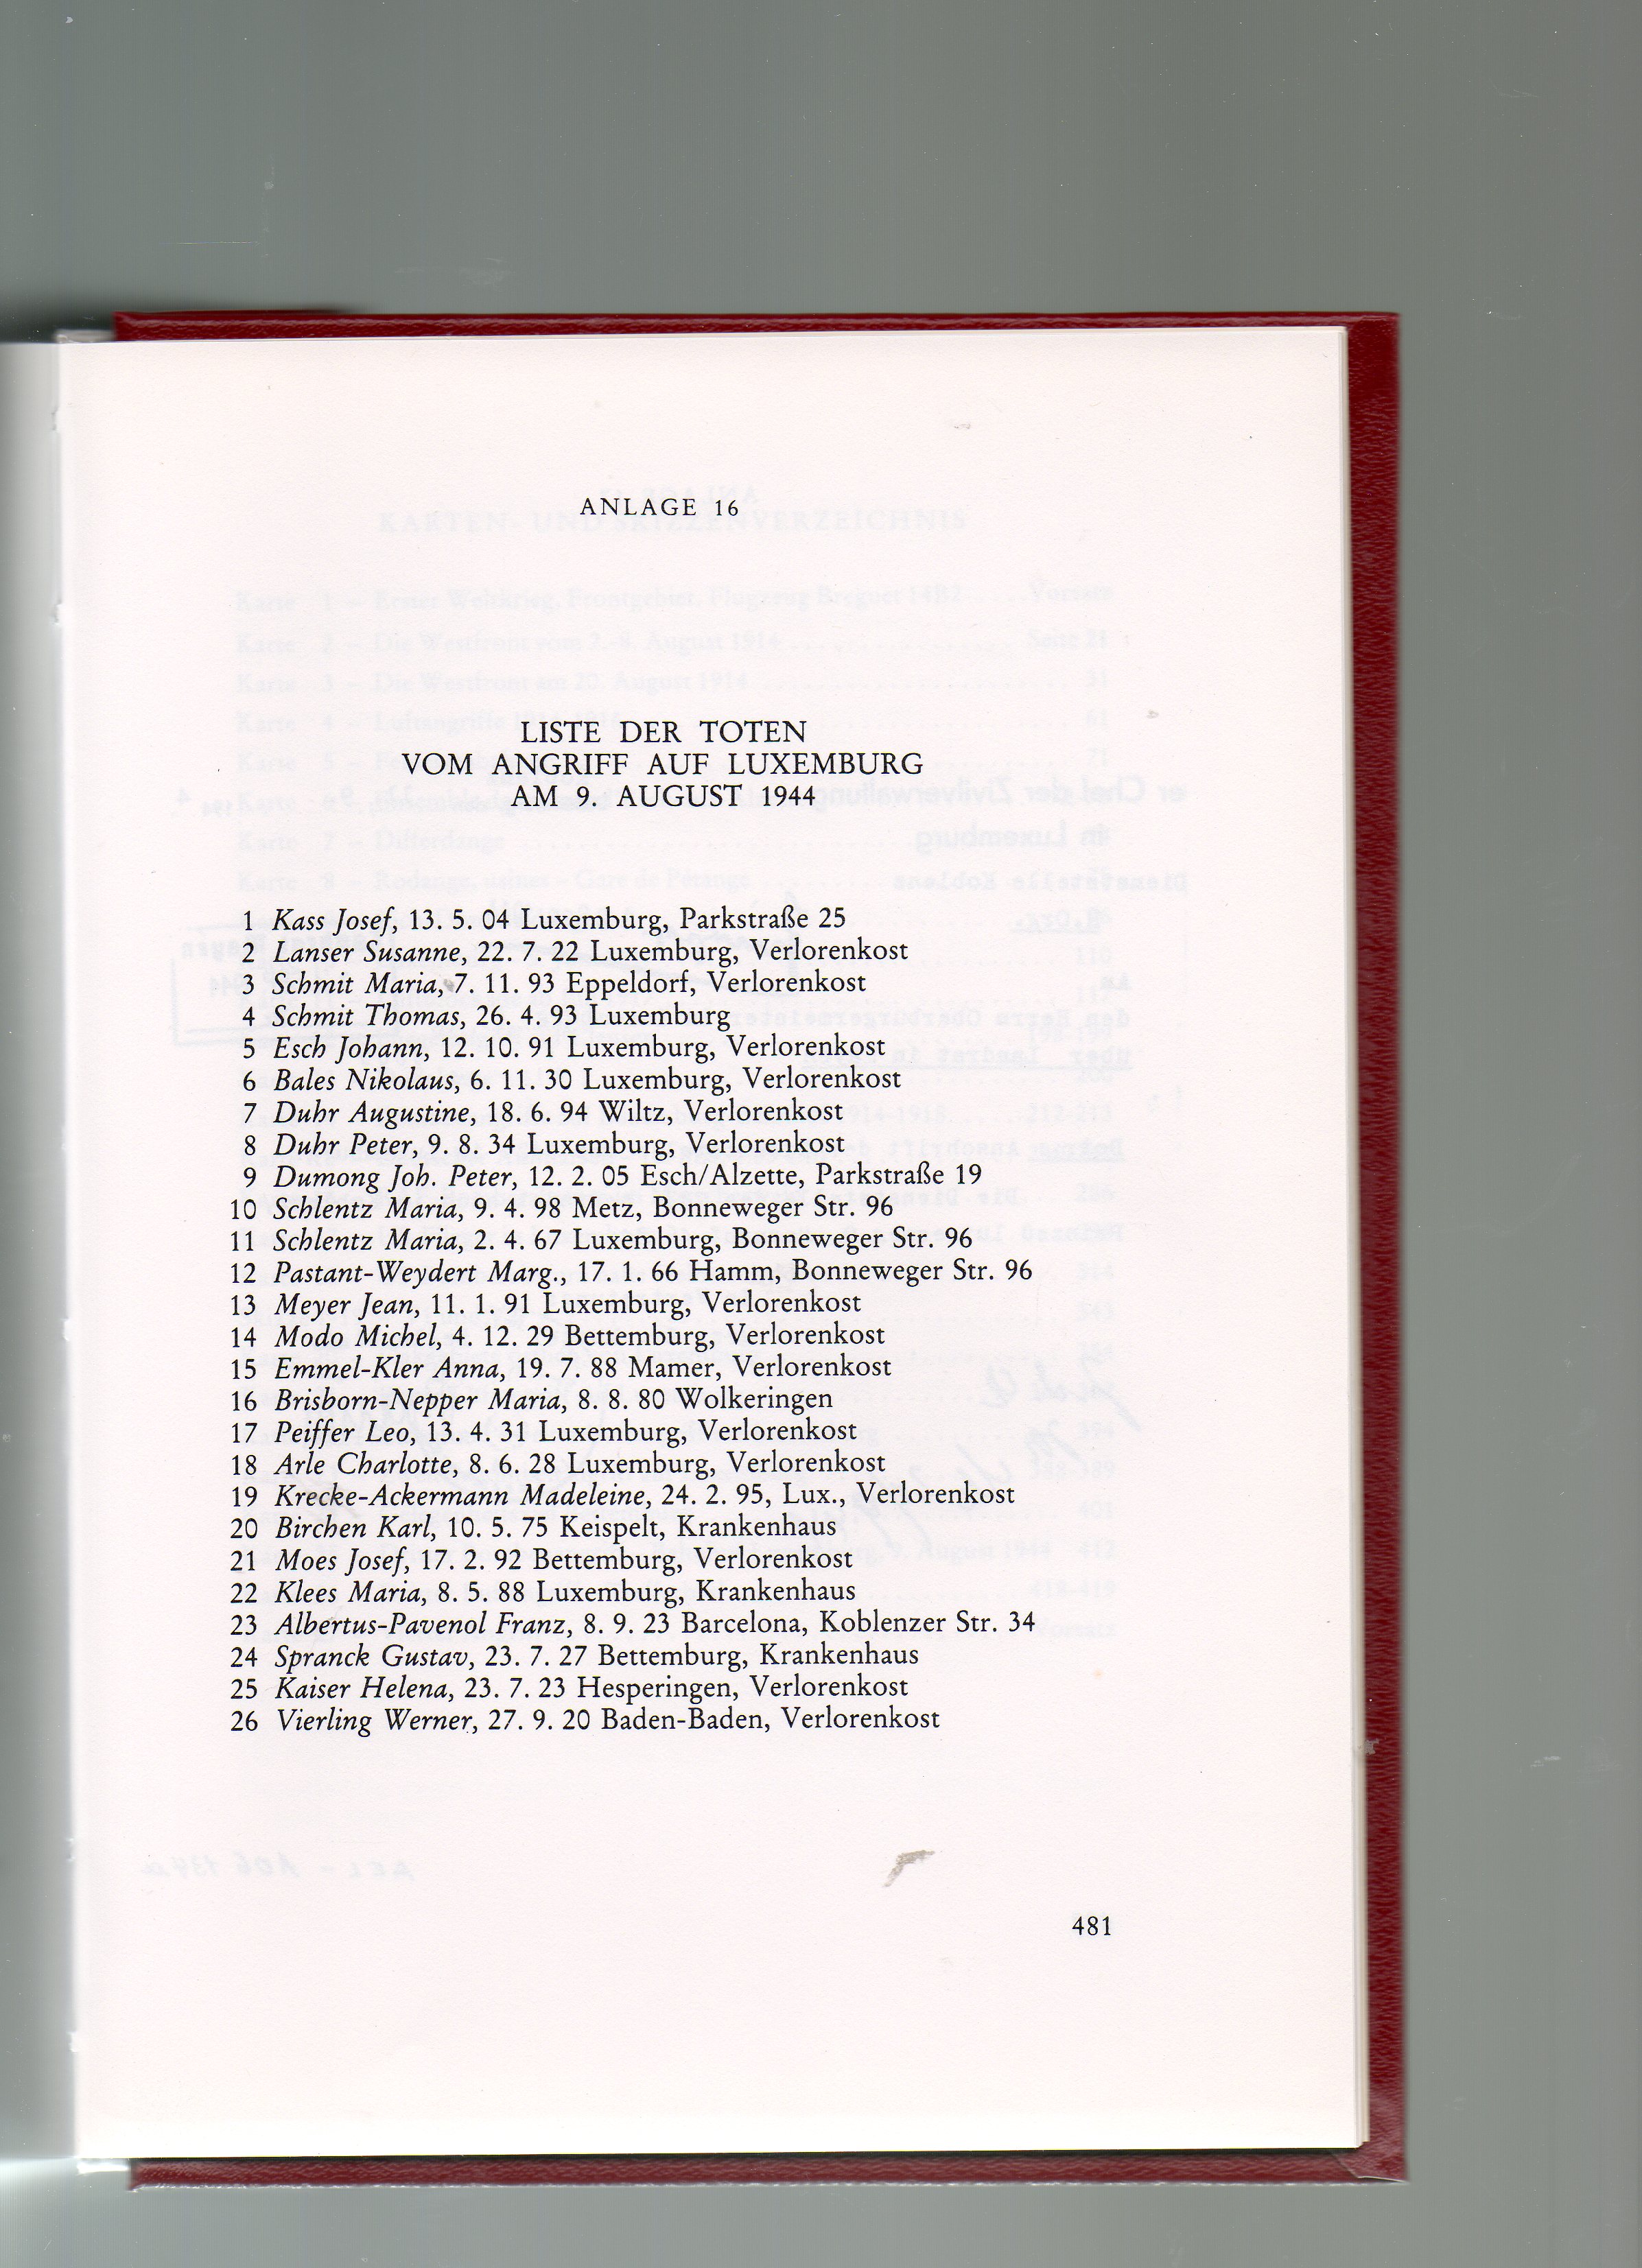 ANLAGE 16
LISTE DER TOTEN
VOM ANGRIFF AUF LUXEMBURG
AM 9. AUGUST 1944
1 Kass Josef, 13. 5. 04 Luxemburg, Parkstraße 25
2 Lanser Susanne, 22. 7. 22 Luxemburg, Verlorenkost
3 Schmit Maria, 7. 11. 93 Eppeldorf, Verlorenkost
4 Schmit Thomas, 26. 4. 93 Luxemburg
5 Esch Johann, 12. 10. 91 Luxemburg, Verlorenkost
6 Bales Nikolaus, 6. 11. 30 Luxemburg, Verlorenkost
7 Duhr Augustine, 18. 6. 94 Wiltz, Verlorenkost
8 Duhr Peter, 9. 8. 34 Luxemburg, Verlorenkost
9 Dumong Joh. Peter, 12. 2. 05 Esch/Alzette, Parkstraße 19
10 Schlentz Maria, 9. 4. 98 Metz, Bonneweger Str. 96
11 Schlentz Maria, 2. 4. 67 Luxemburg, Bonneweger Str. 96
12 Pastant-Weydert Marg., 17. 1. 66 Hamm, Bonneweger Str. 96
13 Meyer Jean, 11. 1. 91 Luxemburg, Verlorenkost
14 Modo Michel, 4. 12. 29 Bettemburg, Verlorenkost
15 Emmel-Kler Anna, 19. 7. 88 Mamer, Verlorenkost
16 Brisborn-Nepper Maria, 8. 8. 80 Wolkeringen
17 Peiffer Leo, 13. 4. 31 Luxemburg, Verlorenkost
18 Arle Charlotte, 8. 6. 28 Luxemburg, Verlorenkost
19 Krecke-Ackermann Madeleine, 24. 2. 95, Lux., Verlorenkost
20 Birchen Karl, 10. 5. 75 Keispelt, Krankenhaus
21 Moes Josef, 17. 2. 92 Bettemburg, Verlorenkost
22 Klees Maria, 8. 5. 88 Luxemburg, Krankenhaus
23 Albertus-Pavenol Franz, 8. 9. 23 Barcelona, Koblenzer Str. 34
24 Spranck Gustav, 23. 7. 27 Bettemburg, Krankenhaus
25 Kaiser Helena, 23. 7. 23 Hesperingen, Verlorenkost
26 Vierling Werner, 27. 9. 20 Baden-Baden, Verlorenkost
481